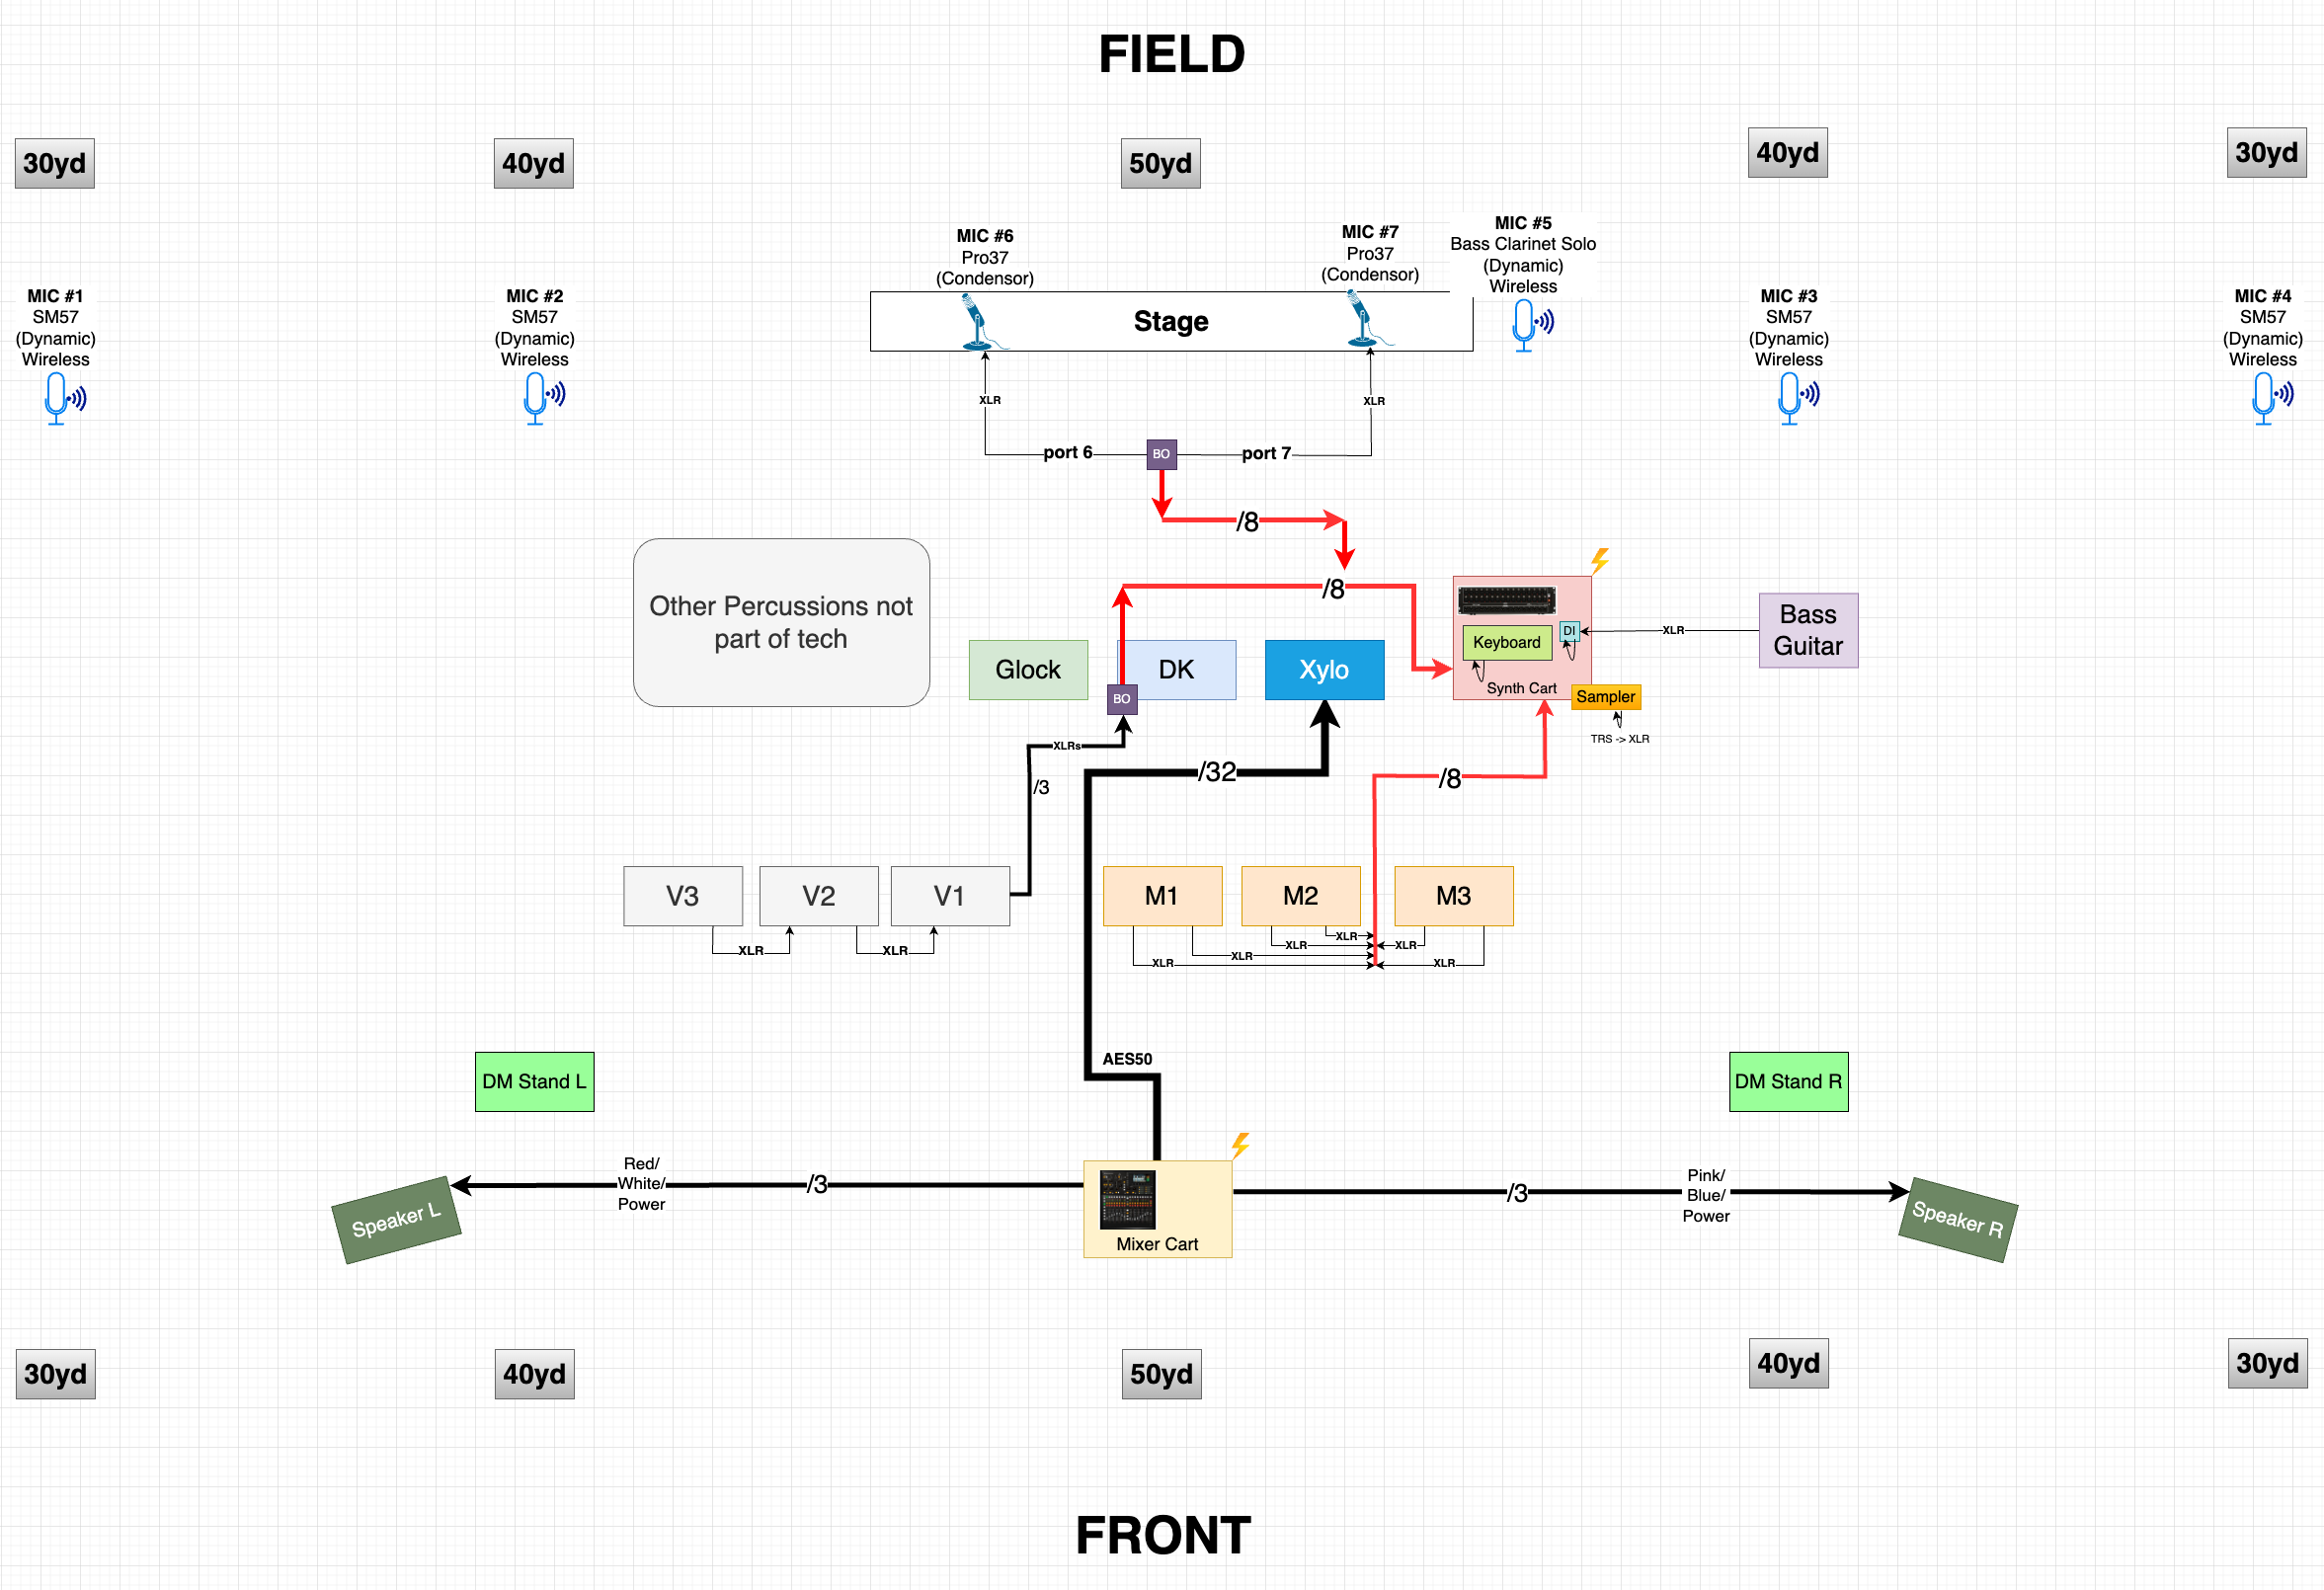 FIELD
30yd
40yd
50yd
40yd
30yd
MIC #1
SM57
(Dynamic)
Wireless
MIC #2
SM57
(Dynamic)
Wireless
MIC #6
Pro37
(Condensor)
MIC #7
Pro37
(Condensor)
MIC #5
Bass Clarinet Solo
(Dynamic)
Wireless
MIC #3
SM57
(Dynamic)
Wireless
MIC #4
SM57
(Dynamic)
Wireless
Stage
XLR
XLR
port 6
BO
port 7
/8
Other Percussions not
part of tech
/8
Glock
DK
Xylo
BO
Keyboard
DI
Synth Cart
Sampler
TRS -> XLR
XLR
Bass
Guitar
XLRs
/3
/32
/8
V3
V2
V1
XLR
XLR
M1
M2
M3
XLR
XLR
XLR
XLR
XLR
XLR
AES50
DM Stand L
DM Stand R
Speaker L
Red/
White/
Power
/3
Mixer Cart
/3
Pink/
Blue/
Power
Speaker R
30yd
40yd
50yd
40yd
30yd
FRONT